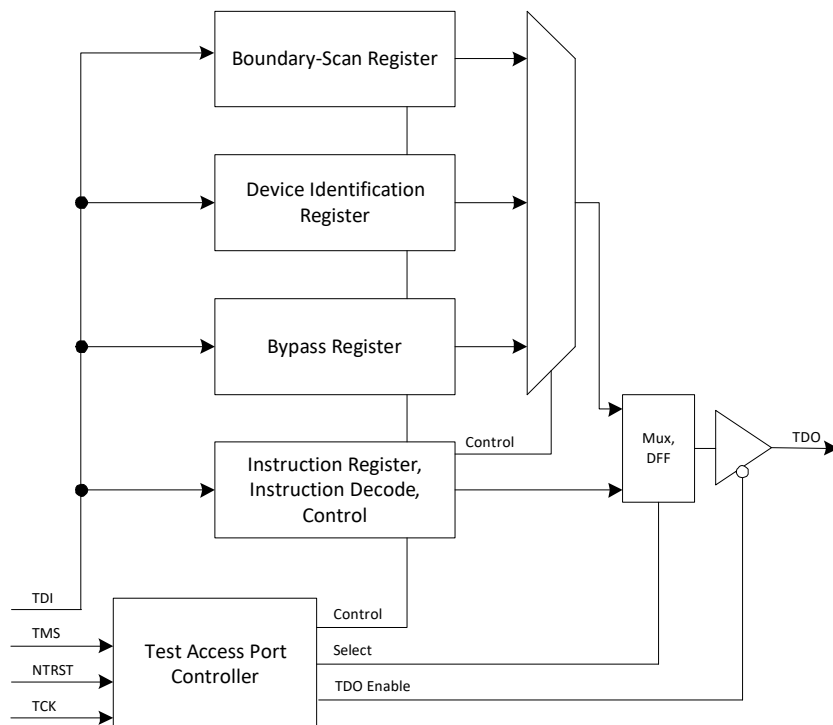 Boundary-Scan Register
Device Identification
Register
Bypass Register
Control
Instruction Register,
Instruction Decode,
Control
Mux,
DFF
TDO
TDI
TMS
NTRST
TCK
Test Access Port
Controller
Control
Select
TDO Enable